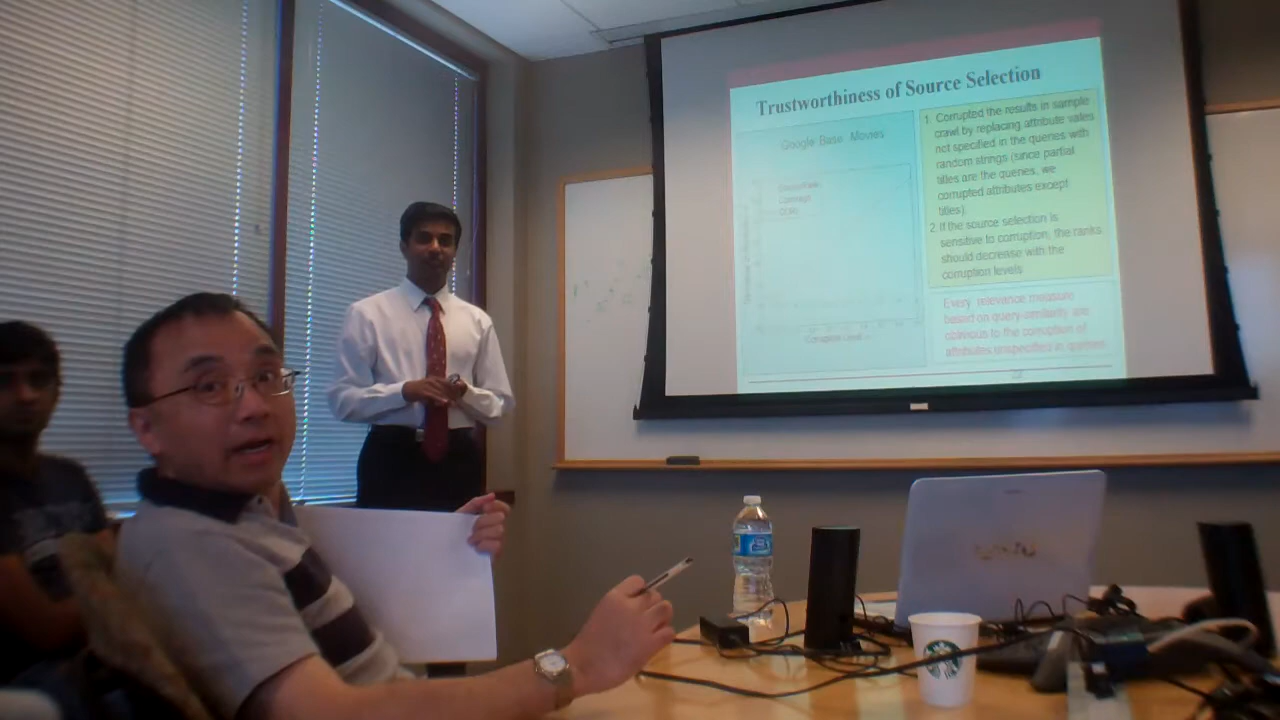 Trustworthiness of Source Selection
Google Base Movies
1. Corrupted the results in sample
crawl by replacing attribute vales
not specified in the queries with
random strings (since partial
titles are the queries, we
corrupted attributes except
titles).
2. If the source selection is
sensitive to corruption, the ranks
should decrease with the
corruption levels
Every relevance measure
based on query-similarity are
oblivious to the corruption of
attributes unspecified in queries
Corruption Level